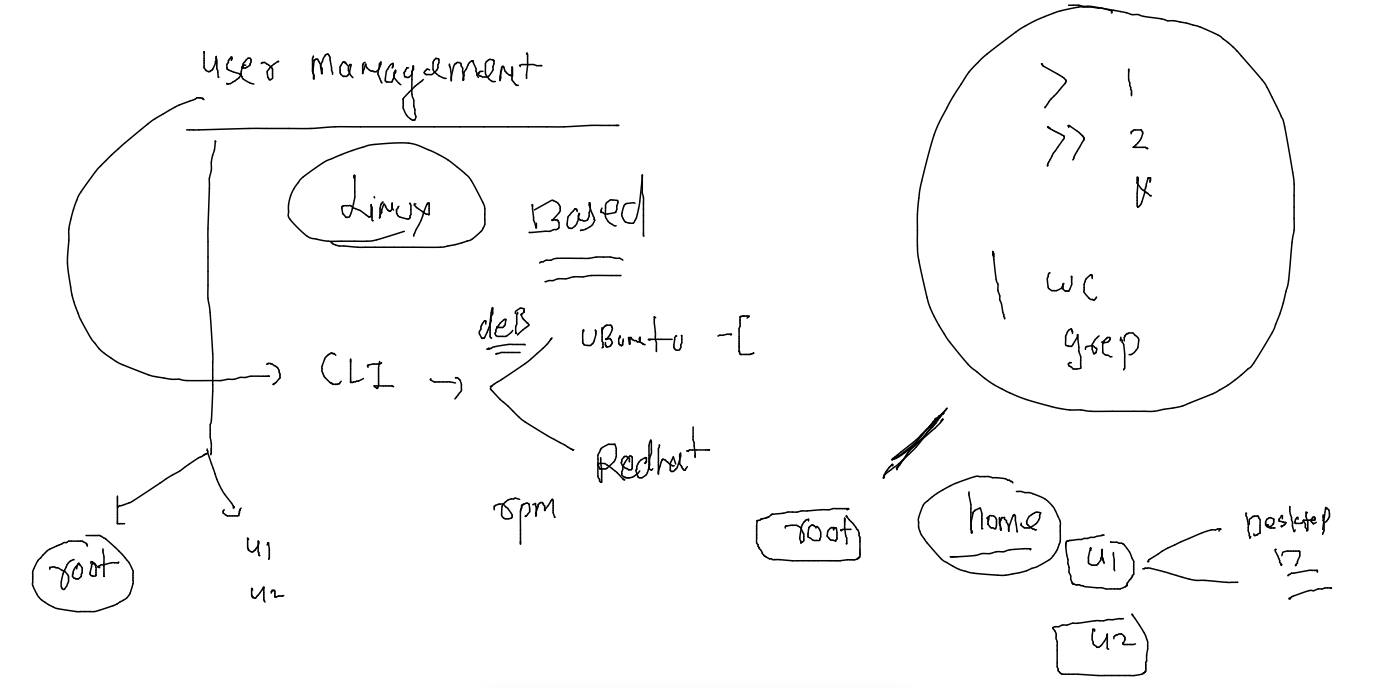 user management
Linux Based
deB
UBuntu -[
CLI
Redhat
rpm
root
u1
u2
> 1
>> 2
| wc
grep
/
root
home
u1
Desktop
u2